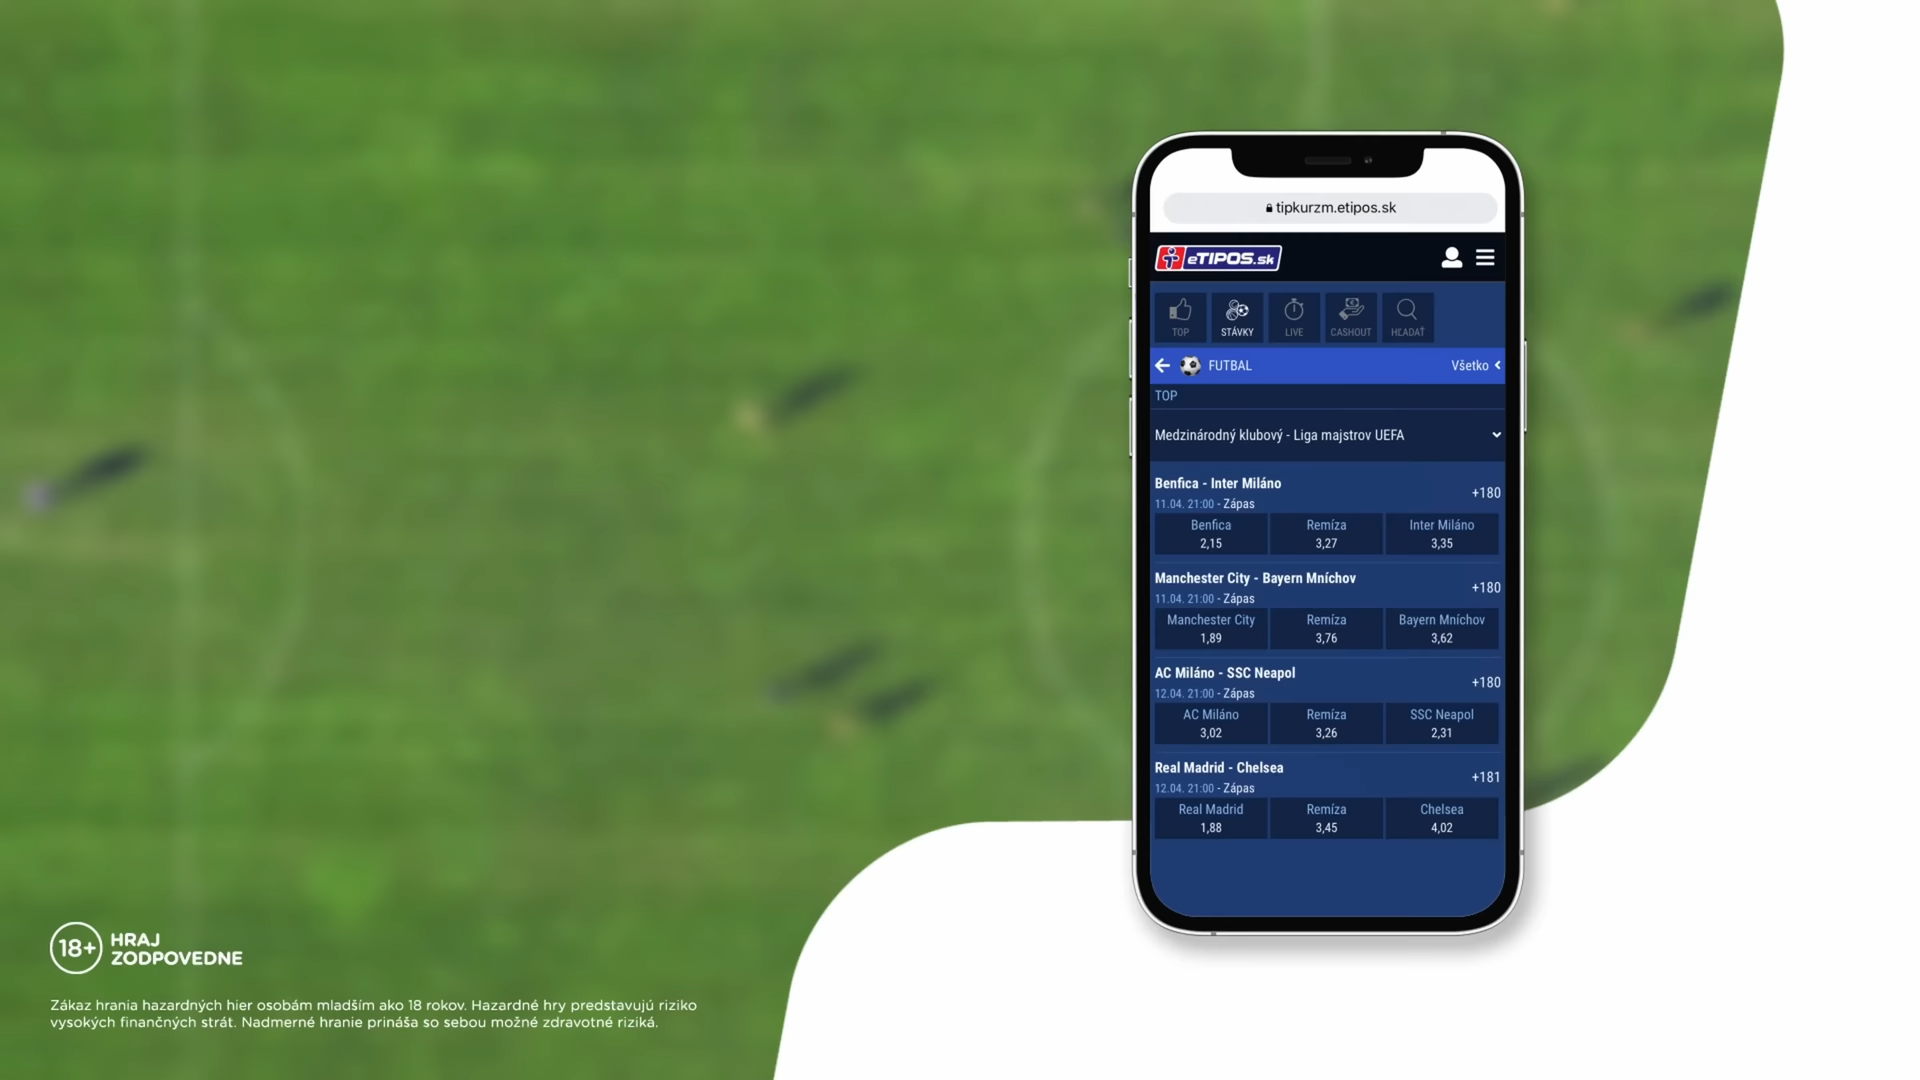 tipkurzm.etipos.sk
eTIPOS.sk
TOP
STÁVKY
LIVE
CASHOUT
HĽADAŤ
FUTBAL
Všetko
TOP
Medzinárodný klubový - Liga majstrov UEFA
Benfica - Inter Miláno
+180
11.04. 21:00 - Zápas
Benfica
Remíza
Inter Miláno
2,15
3,27
3,35
Manchester City - Bayern Mníchov
+180
11.04. 21:00 - Zápas
Manchester City
Remíza
Bayern Mníchov
1,89
3,76
3,62
AC Miláno - SSC Neapol
+180
12.04. 21:00 - Zápas
AC Miláno
Remíza
SSC Neapol
3,02
3,26
2,31
Real Madrid - Chelsea
+181
12.04. 21:00 - Zápas
Real Madrid
Remíza
Chelsea
1,88
3,45
4,02
18+
HRAJ
ZODPOVEDNE
Zákaz hrania hazardných hier osobám mladším ako 18 rokov. Hazardné hry predstavujú riziko
vysokých finančných strát. Nadmerné hranie prináša so sebou možné zdravotné riziká.